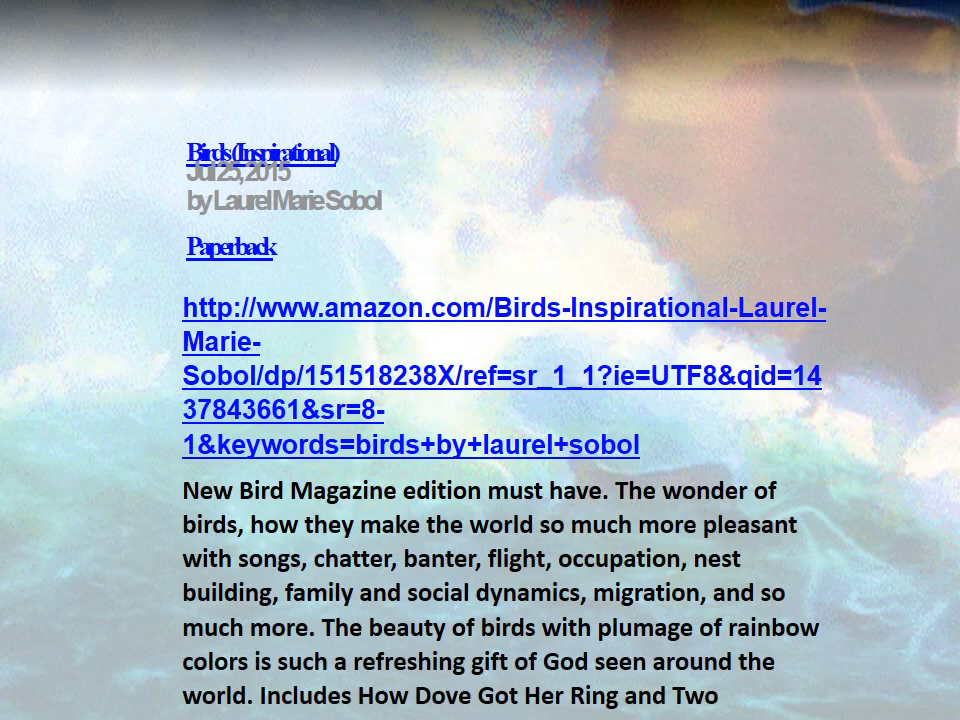 Birds (Inspirational)
Jul 25, 2015
by Laurel Marie Sobol
Paperback
http://www.amazon.com/Birds-Inspirational-Laurel-
Marie-
Sobol/dp/151518238X/ref=sr_1_1?ie=UTF8&qid=14
37843661&sr=8-
1&keywords=birds+by+laurel+sobol
New Bird Magazine edition must have. The wonder of
birds, how they make the world so much more pleasant
with songs, chatter, banter, flight, occupation, nest
building, family and social dynamics, migration, and so
much more. The beauty of birds with plumage of rainbow
colors is such a refreshing gift of God seen around the
world. Includes How Dove Got Her Ring and Two